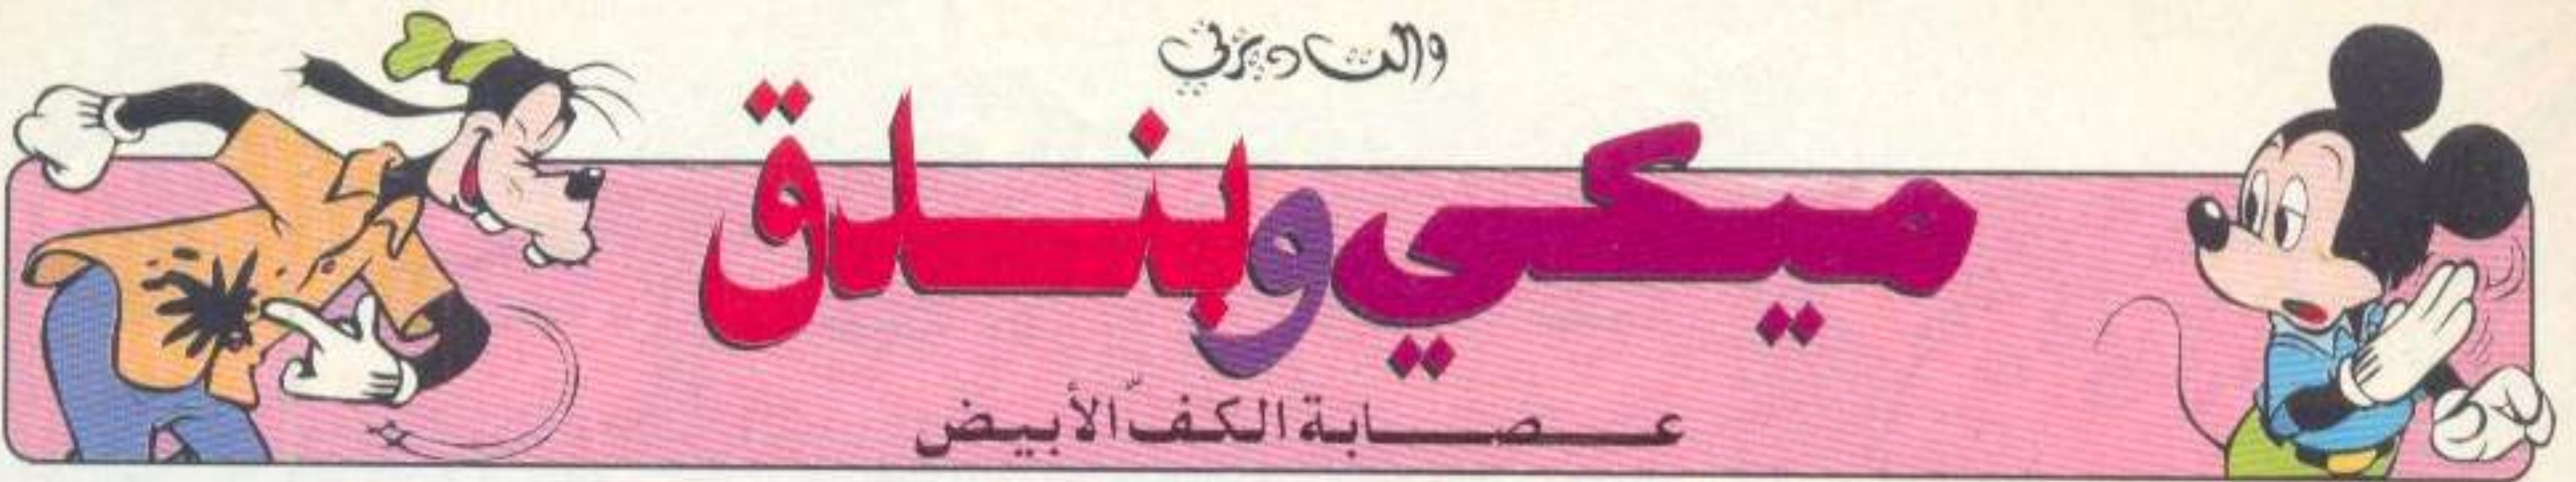 والت ديزني
ميكي وبندق
عصابة الكفّ الأبيض